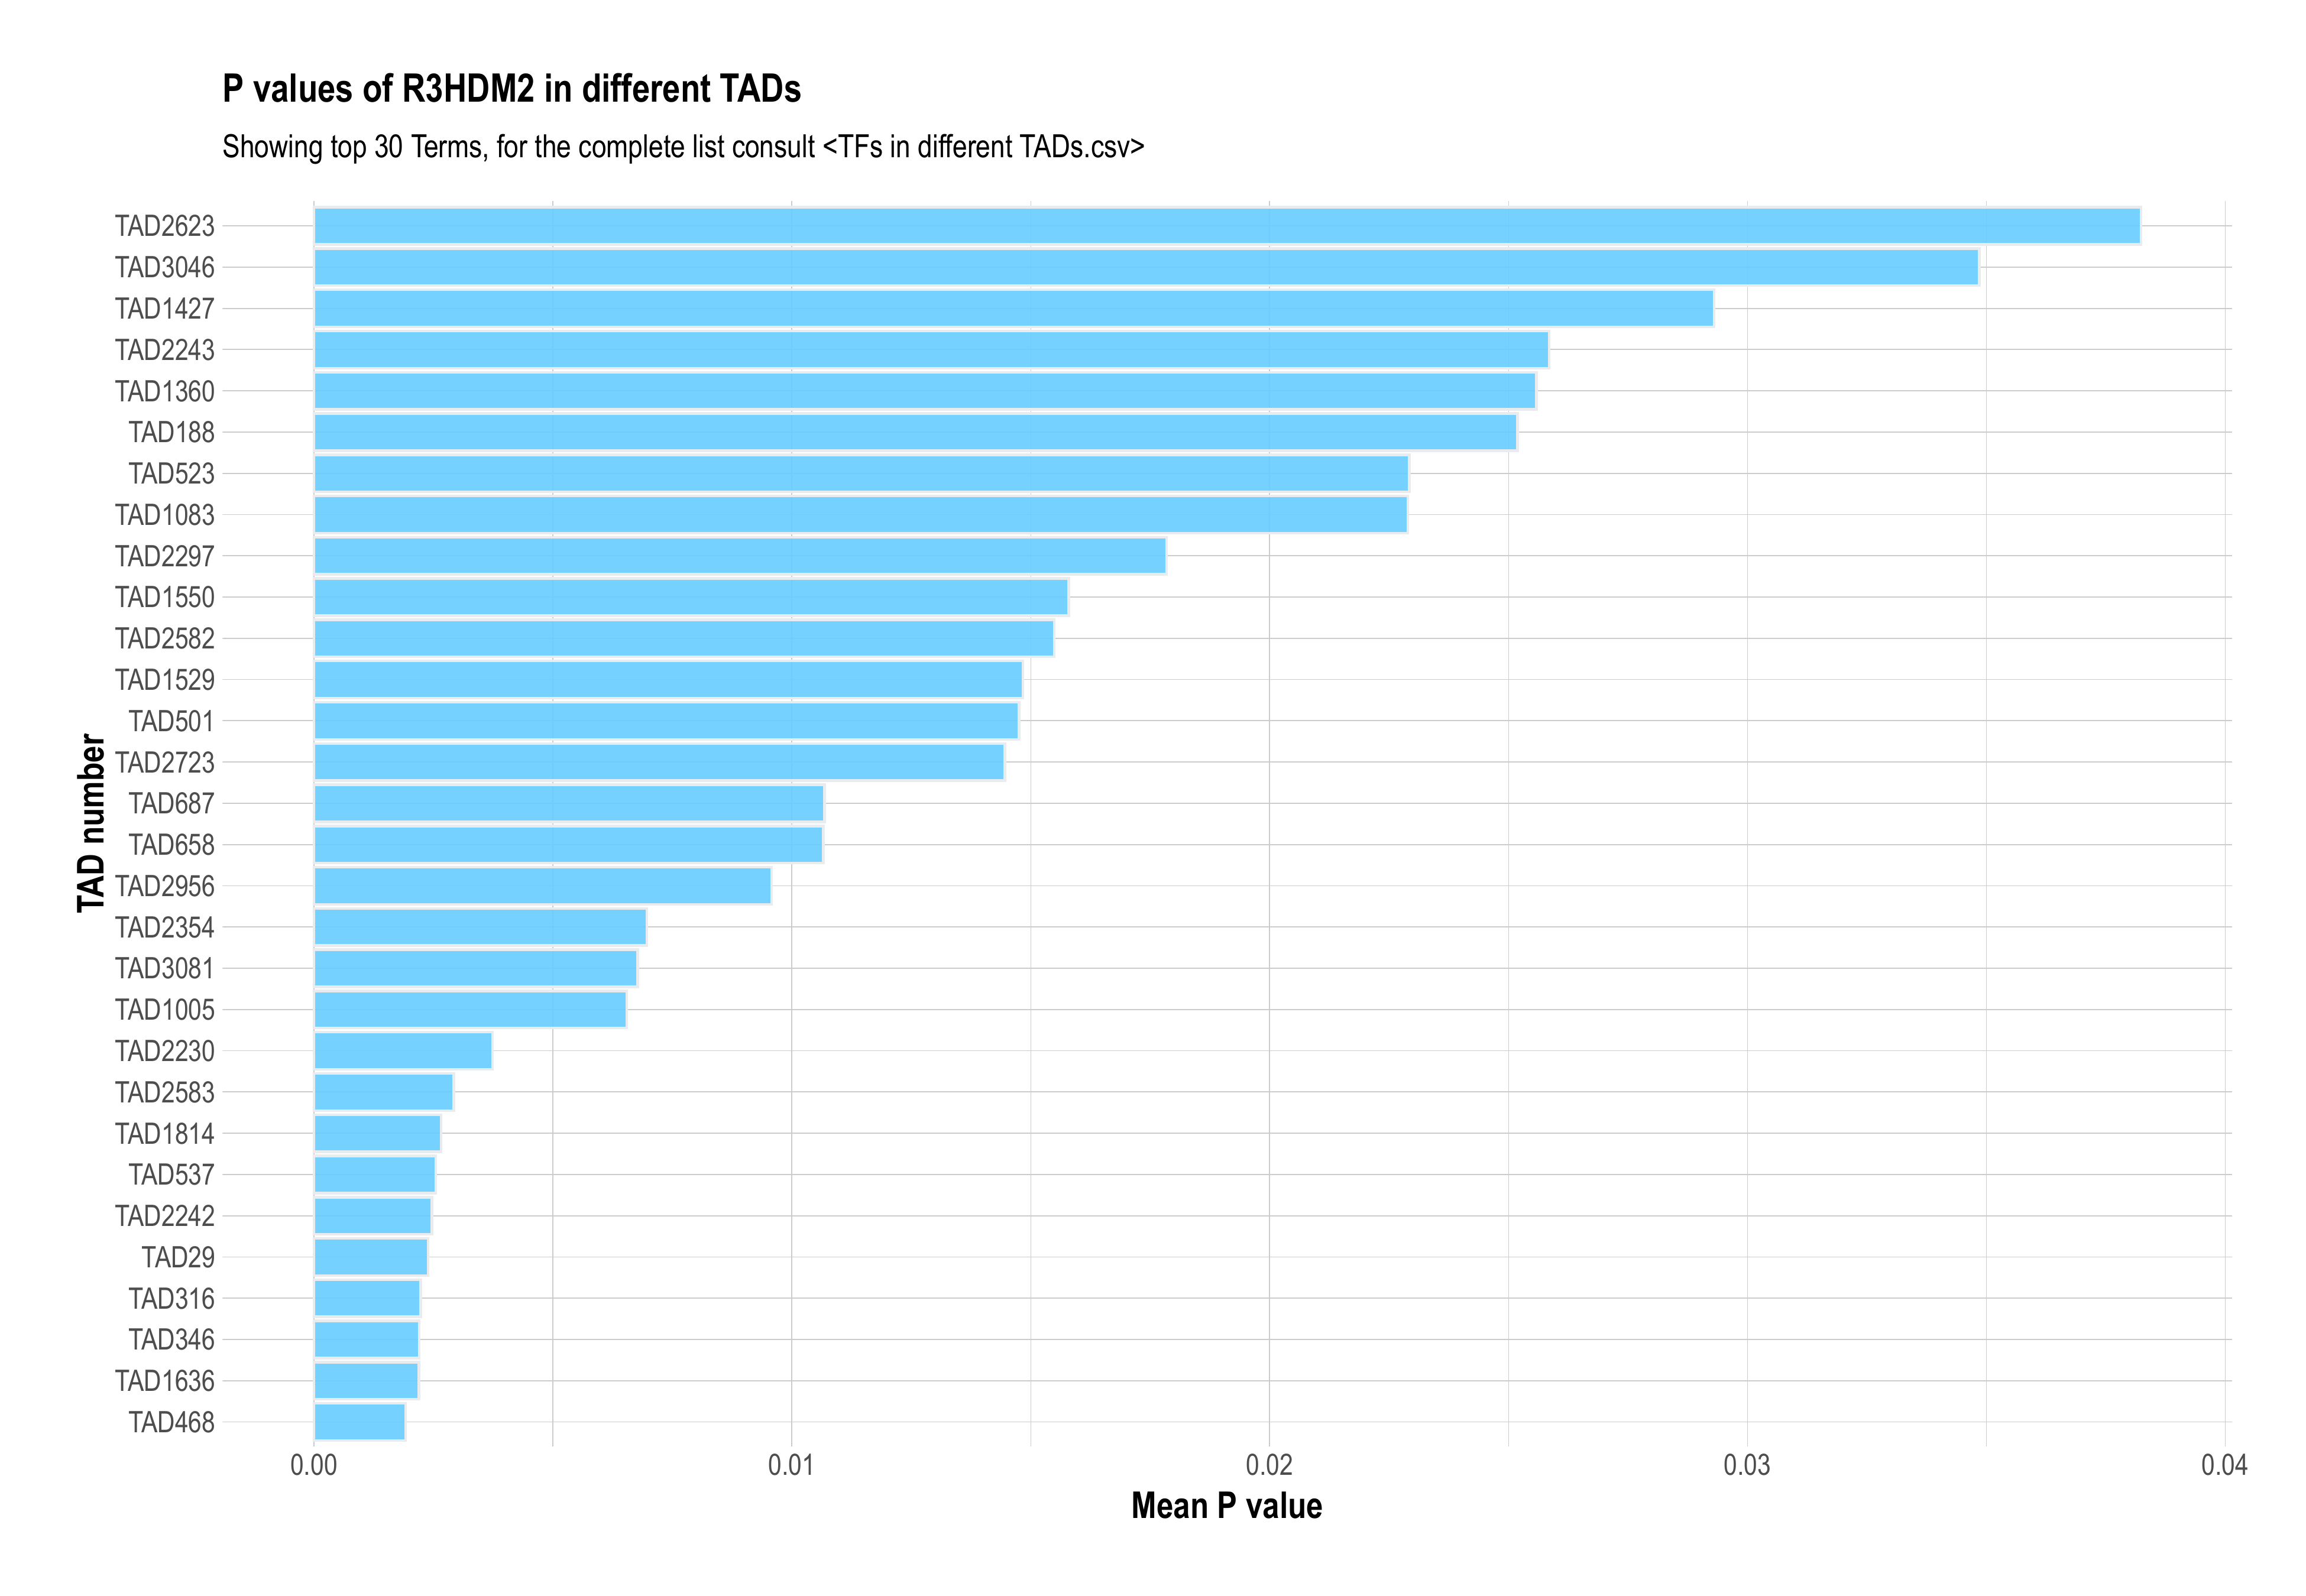 P values of R3HDM2 in different TADs
Showing top 30 Terms, for the complete list consult <TFs in different TADs.csv>
TAD number
TAD2623
TAD3046
TAD1427
TAD2243
TAD1360
TAD188
TAD523
TAD1083
TAD2297
TAD1550
TAD2582
TAD1529
TAD501
TAD2723
TAD687
TAD658
TAD2956
TAD2354
TAD3081
TAD1005
TAD2230
TAD2583
TAD1814
TAD537
TAD2242
TAD29
TAD316
TAD346
TAD1636
TAD468
0.00 0.01 0.02 0.03 0.04
Mean P value